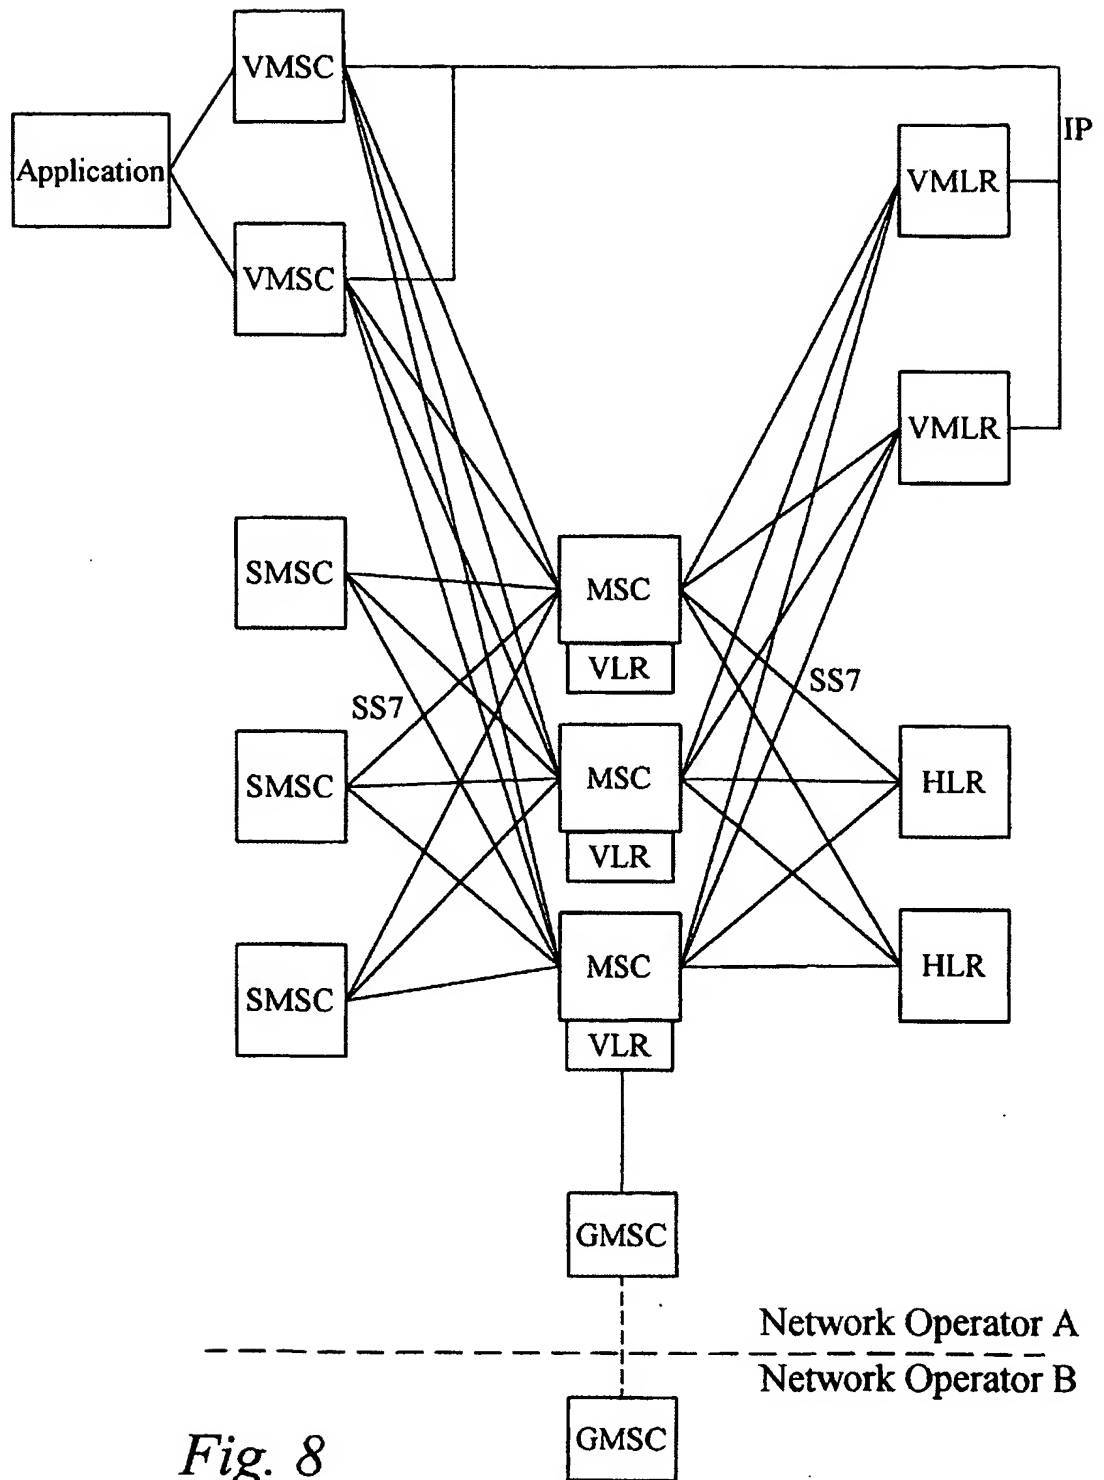 VMSC
IP
Application
VMLR
VMSC
VMLR
SMSC
MSC
VLR
SS7
SS7
SMSC
MSC
HLR
VLR
SMSC
MSC
HLR
VLR
GMSC
Network Operator A
Network Operator B
GMSC
Fig. 8